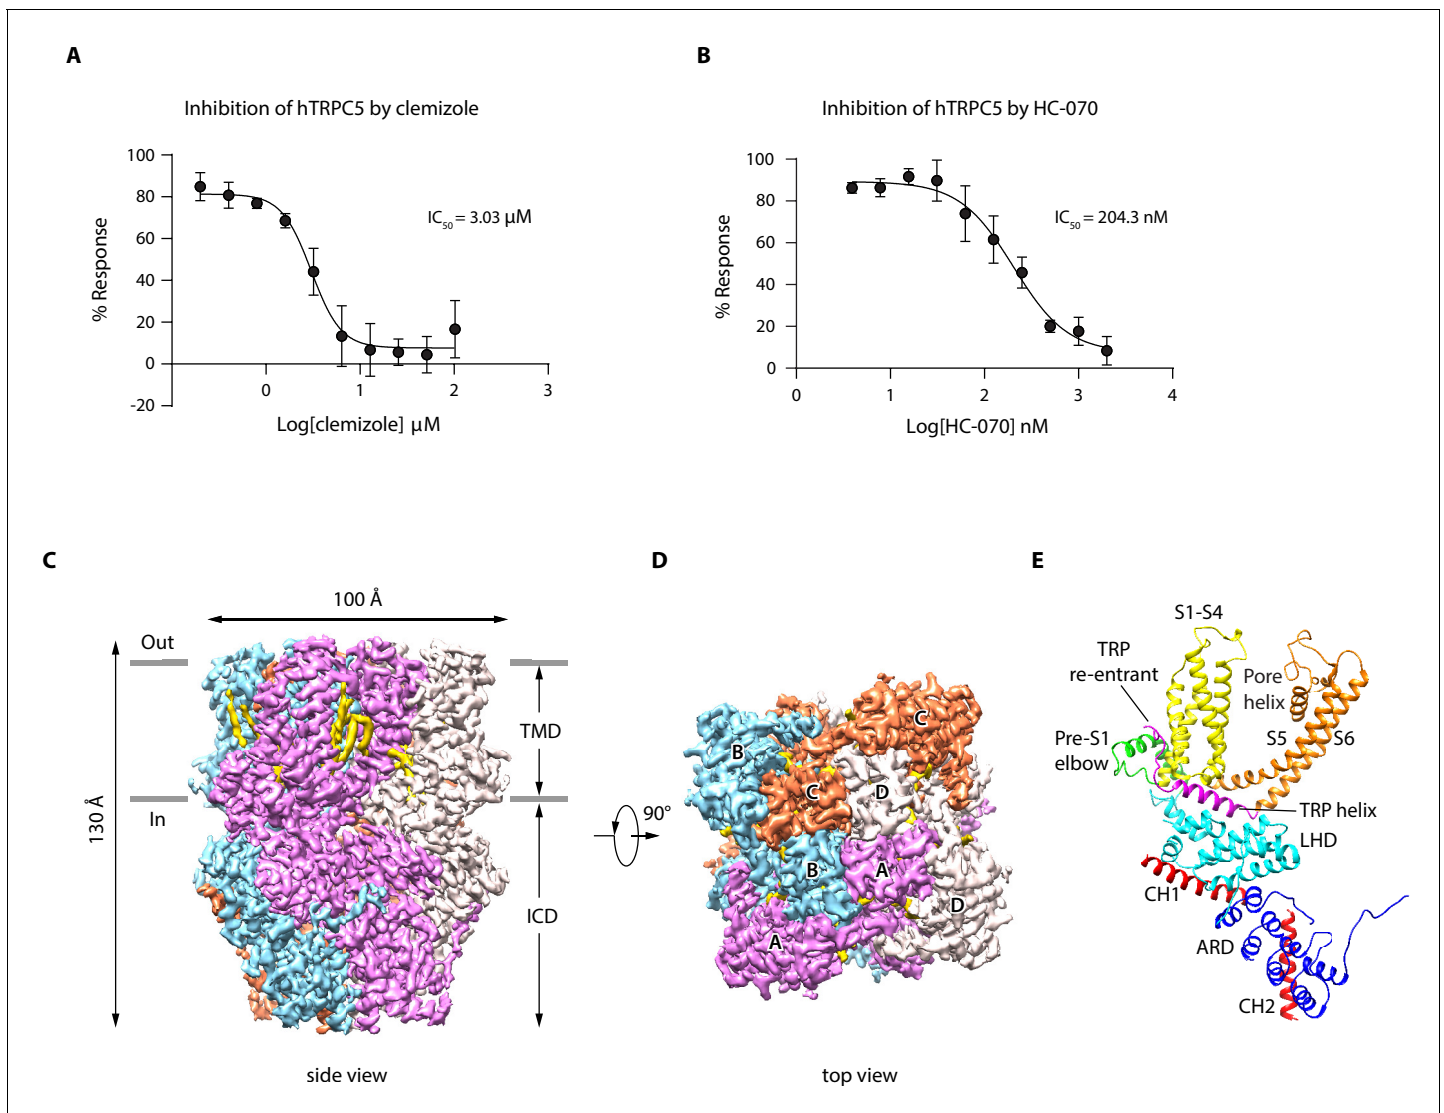 A
Inhibition of hTRPC5 by clemizole
100
80
60
40
20
0
-20
% Response
IC50 = 3.03 µM
0
1
2
3
Log[clemizole] µM
B
Inhibition of hTRPC5 by HC-070
100
80
60
40
20
0
% Response
IC50 = 204.3 nM
0
1
2
3
4
Log[HC-070] nM
C
100 Å
130 Å
Out
In
TMD
ICD
side view
90°
D
C
B
C
D
B
A
D
A
top view
E
S1-S4
TRP
re-entrant
Pore
helix
Pre-S1
elbow
S5
S6
TRP helix
LHD
CH1
ARD
CH2